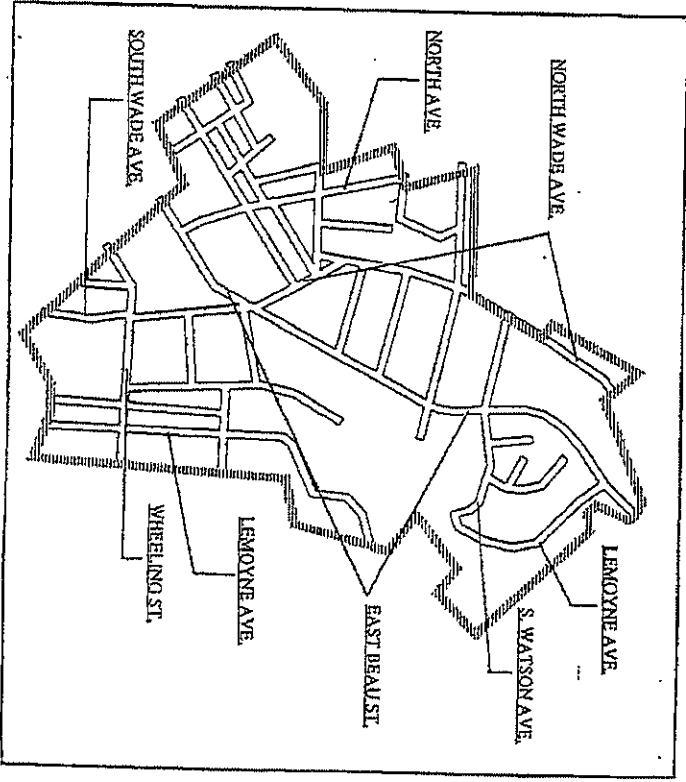 NORTH WADE AVE.
LEMOYNE AVE.
S. WATSON AVE.
NORTH AVE.
EAST BEAU ST.
LEMOYNE AVE.
SOUTH WADE AVE.
WHEELING ST.